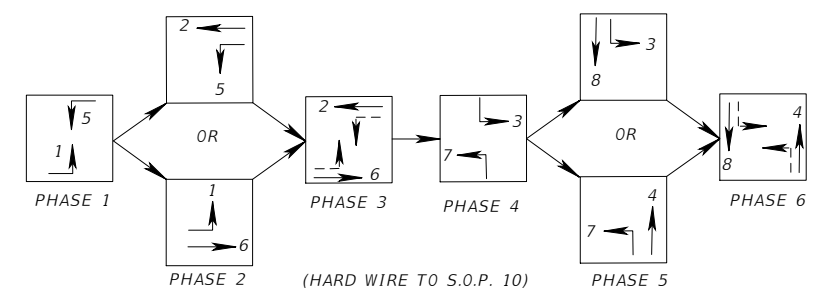 2
5
5
1
OR
1
6
PHASE 1
PHASE 2
2
6
PHASE 3
3
7
PHASE 4
3
8
OR
4
7
PHASE 5
4
8
PHASE 6
(HARD WIRE TO S.O.P. 10)